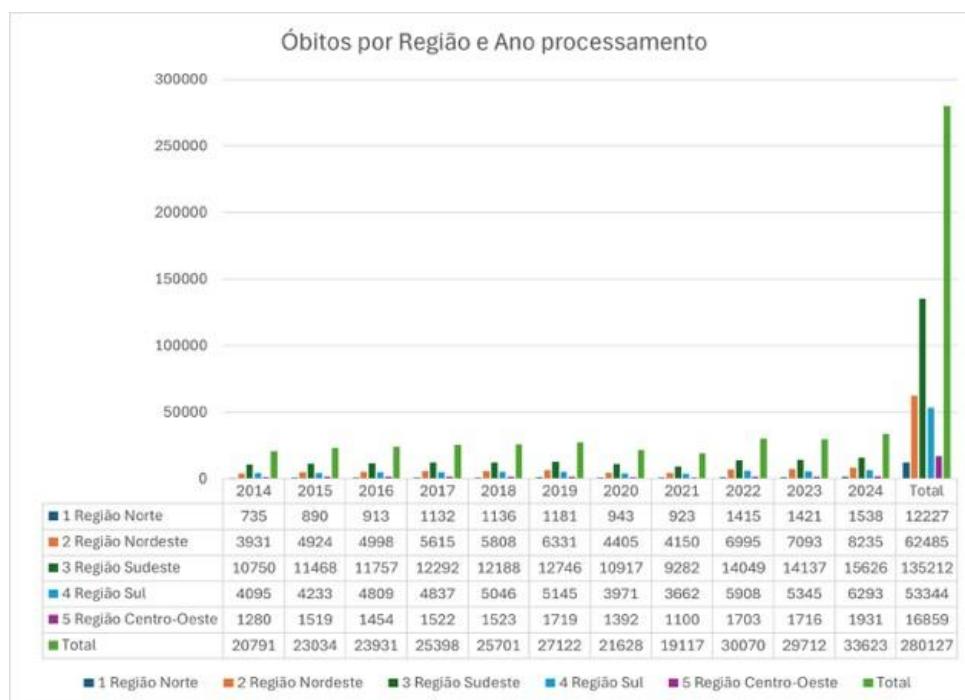 Óbitos por Região e Ano processamento
300000
250000
200000
150000
100000
50000
0
2014 2015 2016 2017 2018 2019 2020 2021 2022 2023 2024 Total
1 Região Norte 735 890 913 1132 1136 1181 943 923 1415 1421 1538 12227
2 Região Nordeste 3931 4924 4998 5615 5808 6331 4405 4150 6995 7093 8235 62485
3 Região Sudeste 10750 11468 11757 12292 12188 12746 10917 9282 14049 14137 15626 135212
4 Região Sul 4095 4233 4809 4837 5046 5145 3971 3662 5908 5345 6293 53344
5 Região Centro-Oeste 1280 1519 1454 1522 1523 1719 1392 1100 1703 1716 1931 16859
Total 20791 23034 23931 25398 25701 27122 21628 19117 30070 29712 33623 280127
1 Região Norte 2 Região Nordeste 3 Região Sudeste 4 Região Sul 5 Região Centro-Oeste Total